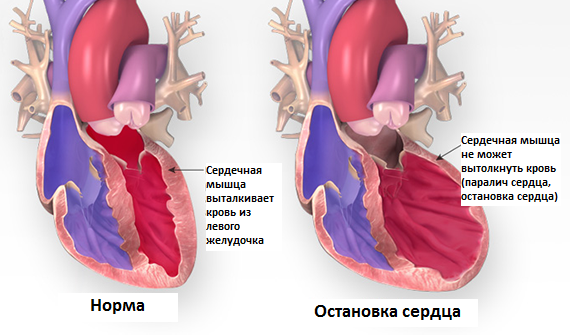 Сердечная
мышца
выталкивает
кровь из
левого
желудочка
Норма
Сердечная мышца
не может
вытолкнуть кровь
(паралич сердца,
остановка сердца)
Остановка сердца